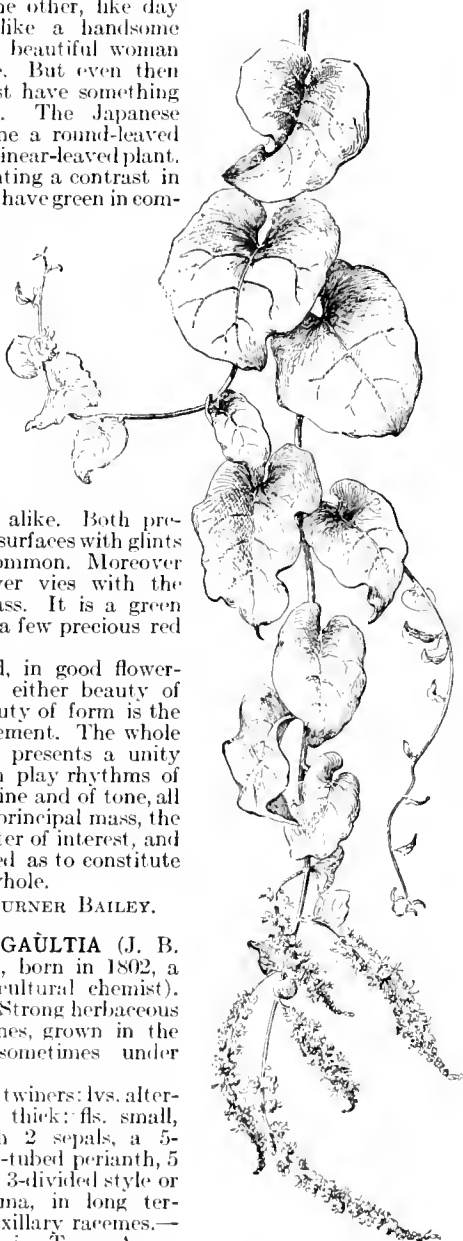 ne other, like day
like a handsome
beautiful woman
But even then
st have something
The Japanese
ne a round-leaved
inear-leaved plant.
ating a contrast in
have green in com-
alike. Both pre-
surfaces with glints
ommon. Moreover
ver vies with the
ass. It is a green
a few precious red
d, in good flower-
either beauty of
uty of form is the
ement. The whole
presents a unity
n play rhythms of
ine and of tone, all
principal mass, the
ter of interest, and
ed as to constitute
whole.
URNER BAILEY.
GAÙLTIA (J. B.
, born in 1802, a
cultural chemist).
Strong herbaceous
nes, grown in the
sometimes under
twiners: lvs. alter-
thick: fls. small,
h 2 sepals, a 5-
-tubed perianth, 5
3-divided style or
ma, in long ter-
xillary racemes.—